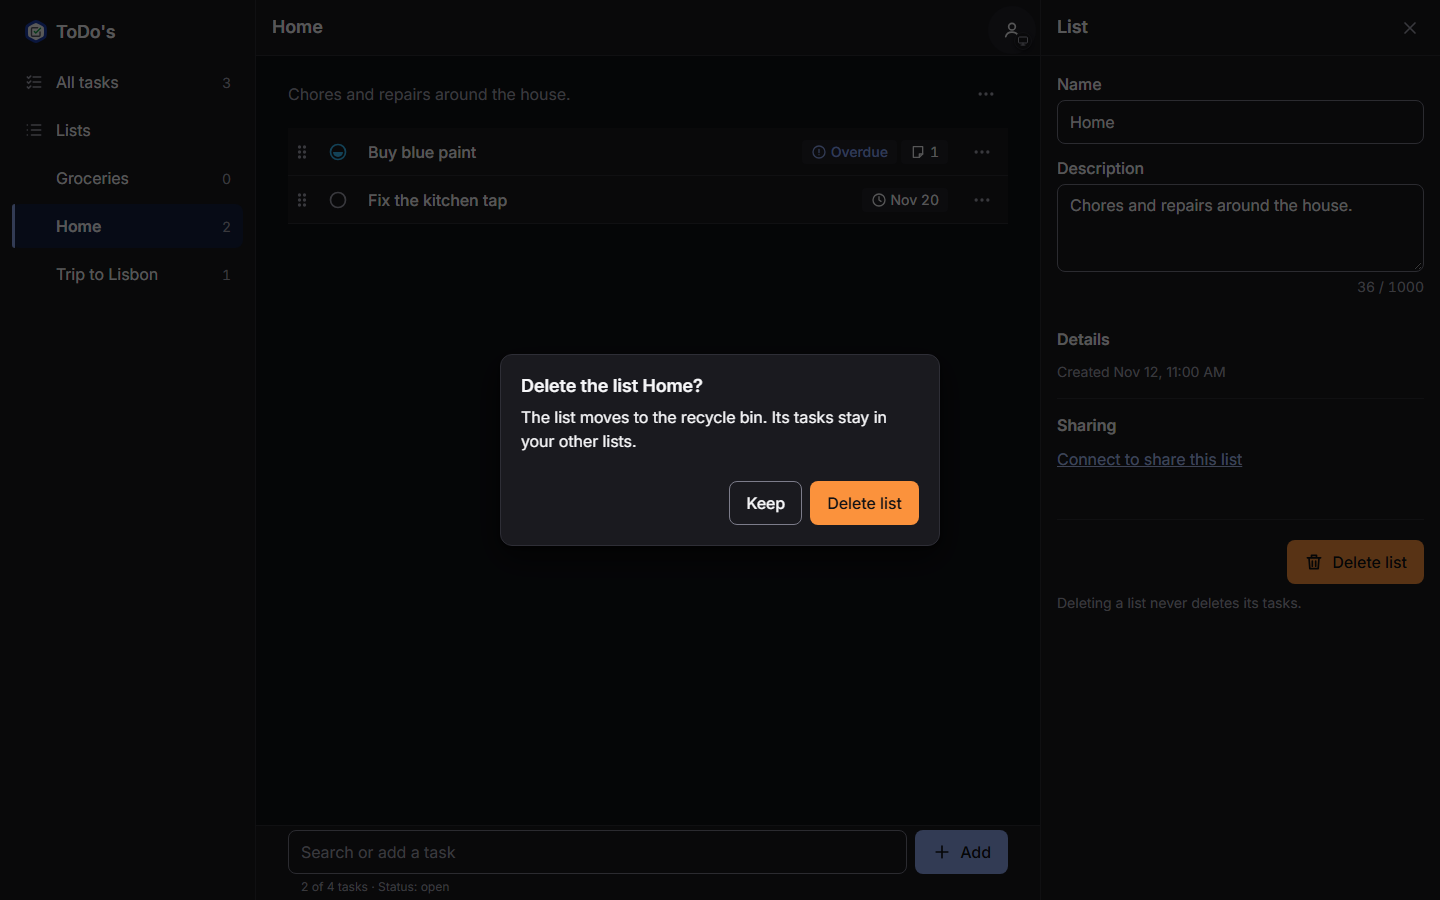 ToDo's
All tasks 3
Lists
Groceries 0
Home 2
Trip to Lisbon 1
Home
Chores and repairs around the house.
Buy blue paint Overdue 1
Fix the kitchen tap Nov 20
Delete the list Home?
The list moves to the recycle bin. Its tasks stay in
your other lists.
Keep Delete list
Search or add a task Add
2 of 4 tasks · Status: open
List
Name
Home
Description
Chores and repairs around the house.
36 / 1000
Details
Created Nov 12, 11:00 AM
Sharing
Connect to share this list
Delete list
Deleting a list never deletes its tasks.